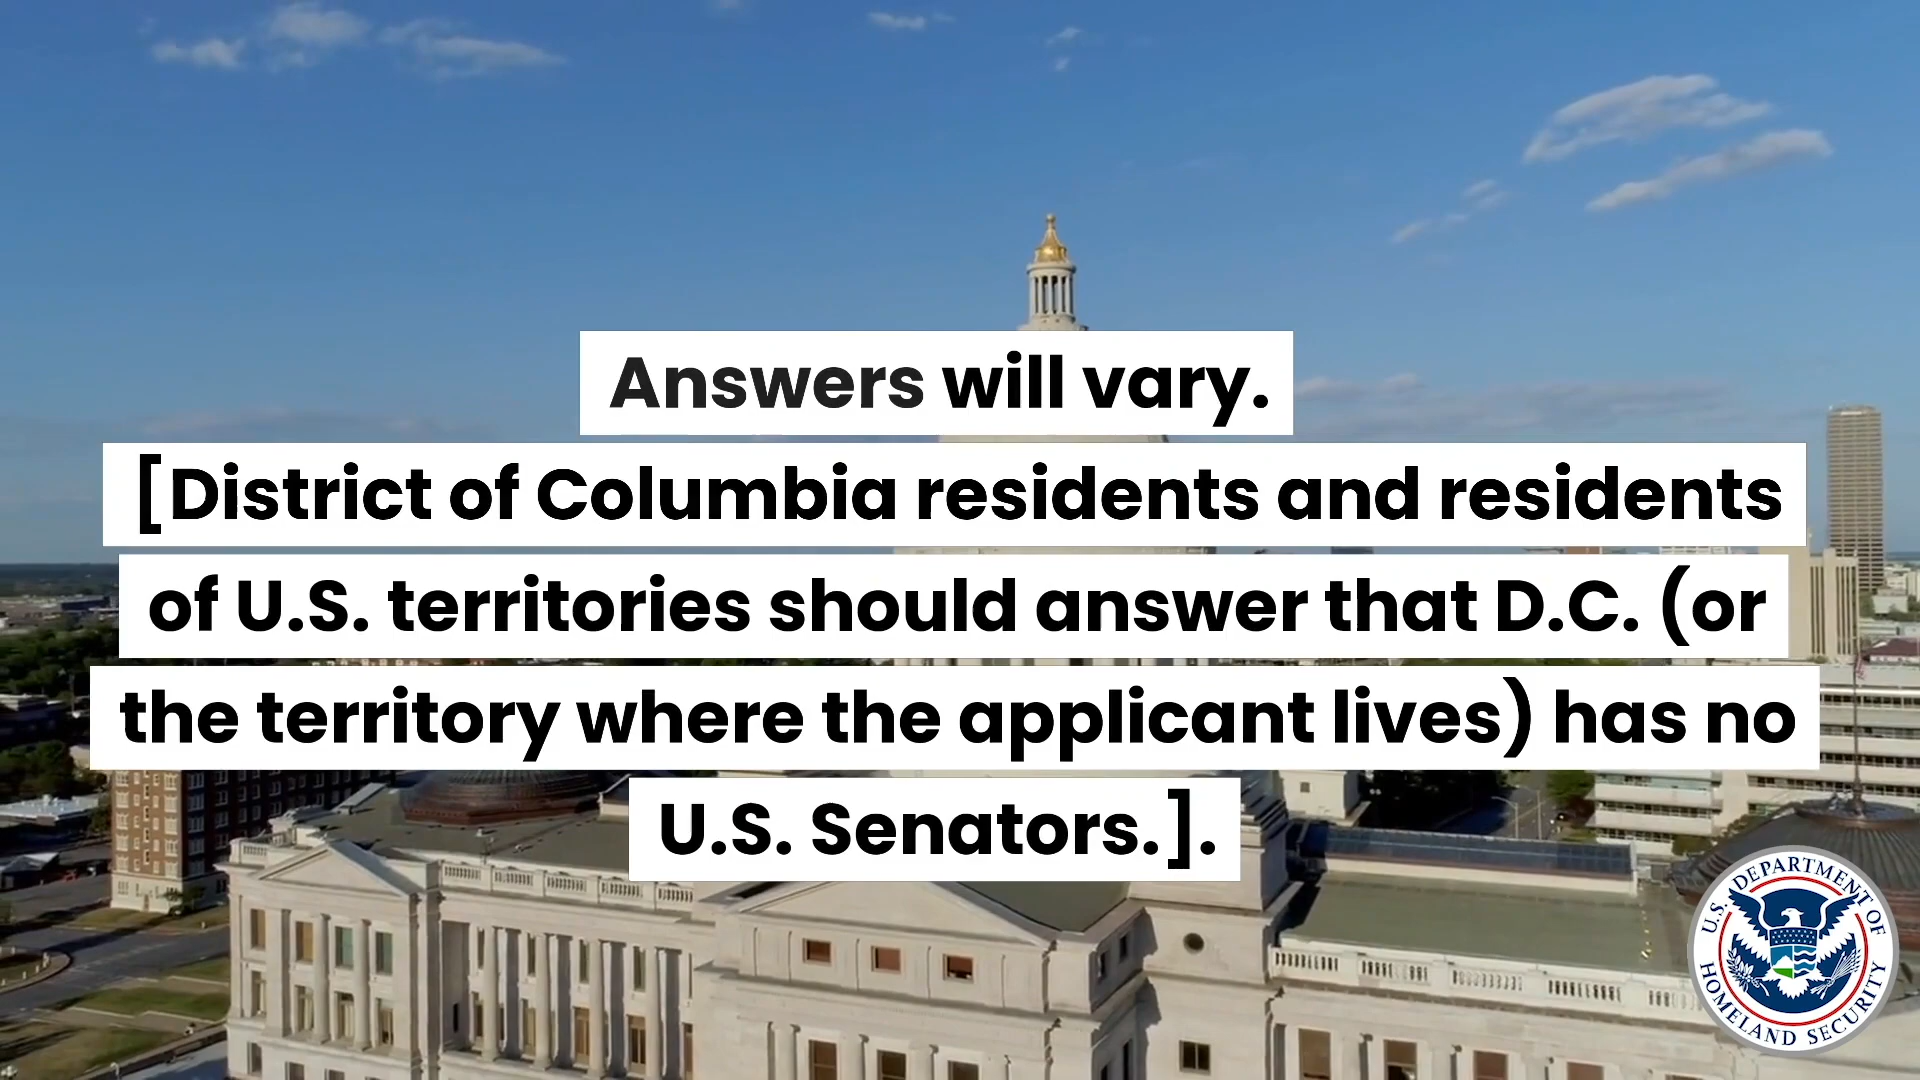 Answers will vary.
[District of Columbia residents and residents
of U.S. territories should answer that D.C. (or
the territory where the applicant lives) has no
U.S. Senators.].
U.S. DEPARTMENT OF
HOMELAND SECURITY